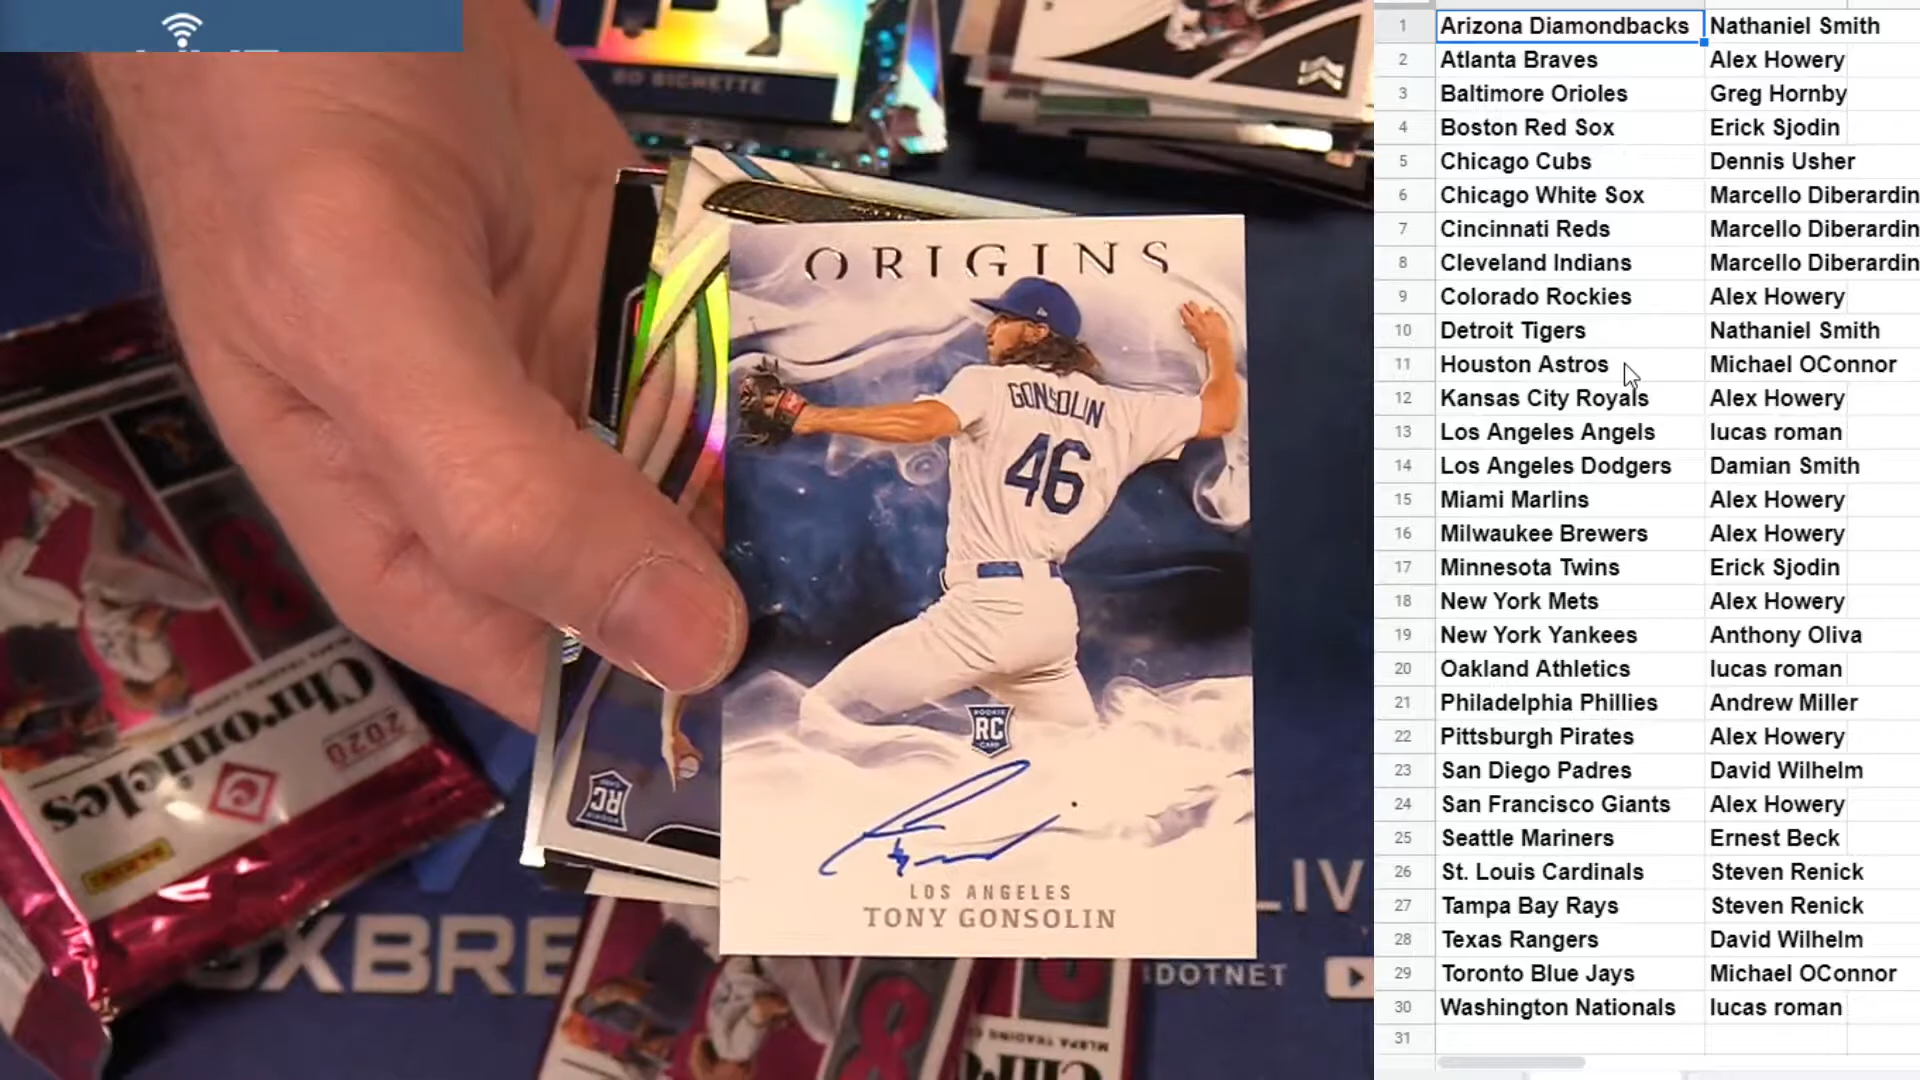 BO BICHETTE
ORIGINS
GONSOLIN
46
ROOKIE
RC
CARD
LOS ANGELES
TONY GONSOLIN
RC
Chronicles
2020
PANINI
OXBRE
LIV
DOTNET
MLBPA TRADING
1 Arizona Diamondbacks Nathaniel Smith
2 Atlanta Braves Alex Howery
3 Baltimore Orioles Greg Hornby
4 Boston Red Sox Erick Sjodin
5 Chicago Cubs Dennis Usher
6 Chicago White Sox Marcello Diberardin
7 Cincinnati Reds Marcello Diberardin
8 Cleveland Indians Marcello Diberardin
9 Colorado Rockies Alex Howery
10 Detroit Tigers Nathaniel Smith
11 Houston Astros Michael OConnor
12 Kansas City Royals Alex Howery
13 Los Angeles Angels lucas roman
14 Los Angeles Dodgers Damian Smith
15 Miami Marlins Alex Howery
16 Milwaukee Brewers Alex Howery
17 Minnesota Twins Erick Sjodin
18 New York Mets Alex Howery
19 New York Yankees Anthony Oliva
20 Oakland Athletics lucas roman
21 Philadelphia Phillies Andrew Miller
22 Pittsburgh Pirates Alex Howery
23 San Diego Padres David Wilhelm
24 San Francisco Giants Alex Howery
25 Seattle Mariners Ernest Beck
26 St. Louis Cardinals Steven Renick
27 Tampa Bay Rays Steven Renick
28 Texas Rangers David Wilhelm
29 Toronto Blue Jays Michael OConnor
30 Washington Nationals lucas roman
31